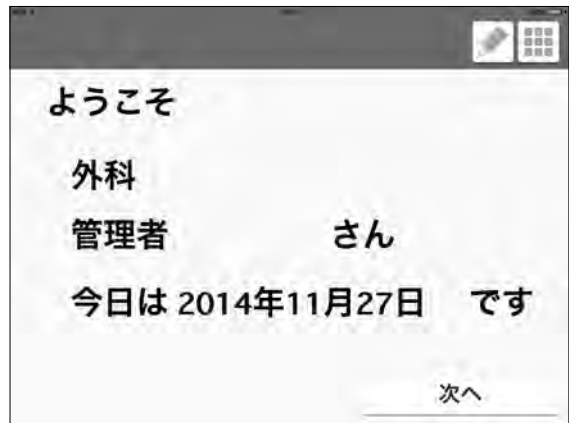 ようこそ
外科
管理者 さん
今日は 2014年11月27日 です
次へ